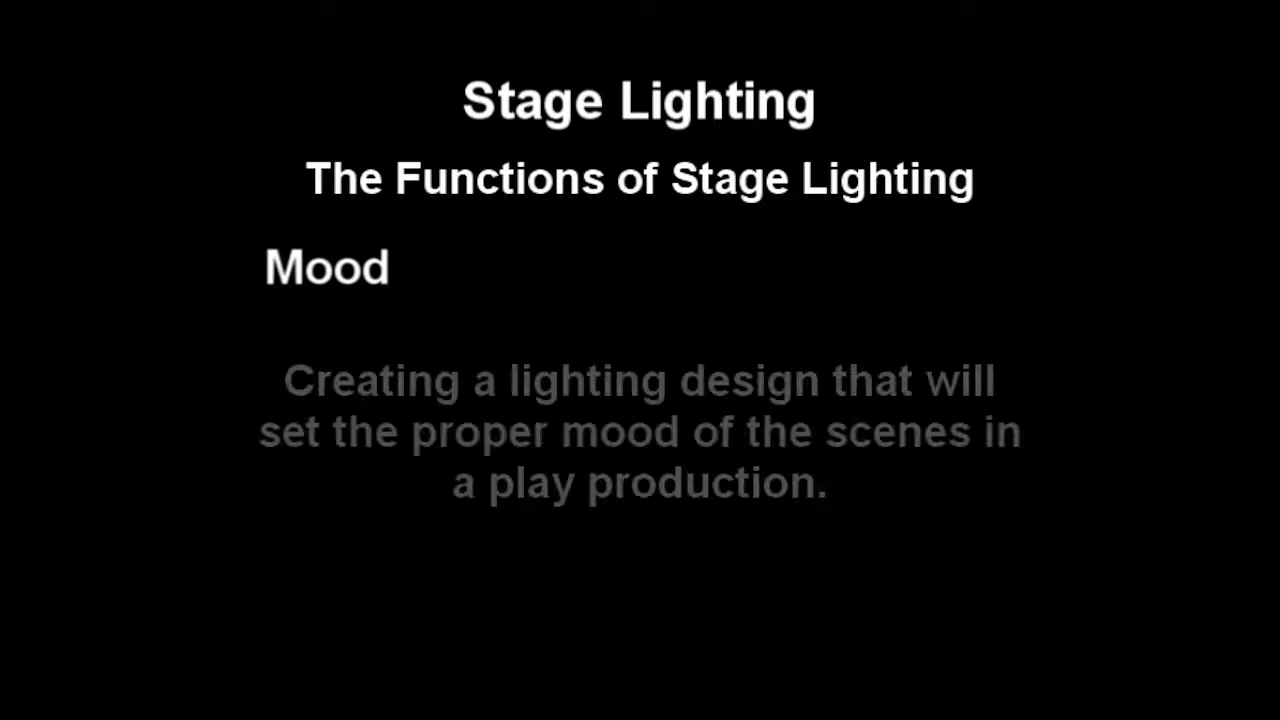 Stage Lighting
The Functions of Stage Lighting
Mood
Creating a lighting design that will
set the proper mood of the scenes in
a play production.